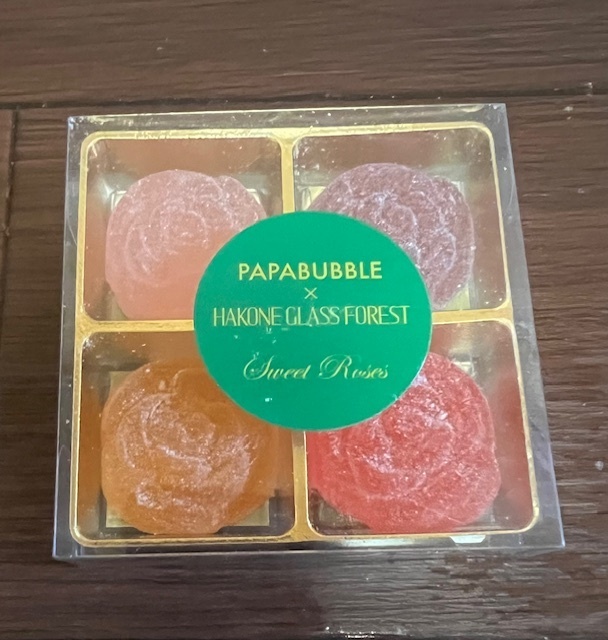 PAPABUBBLE
×
HAKONE GLASS FOREST
Sweet Roses